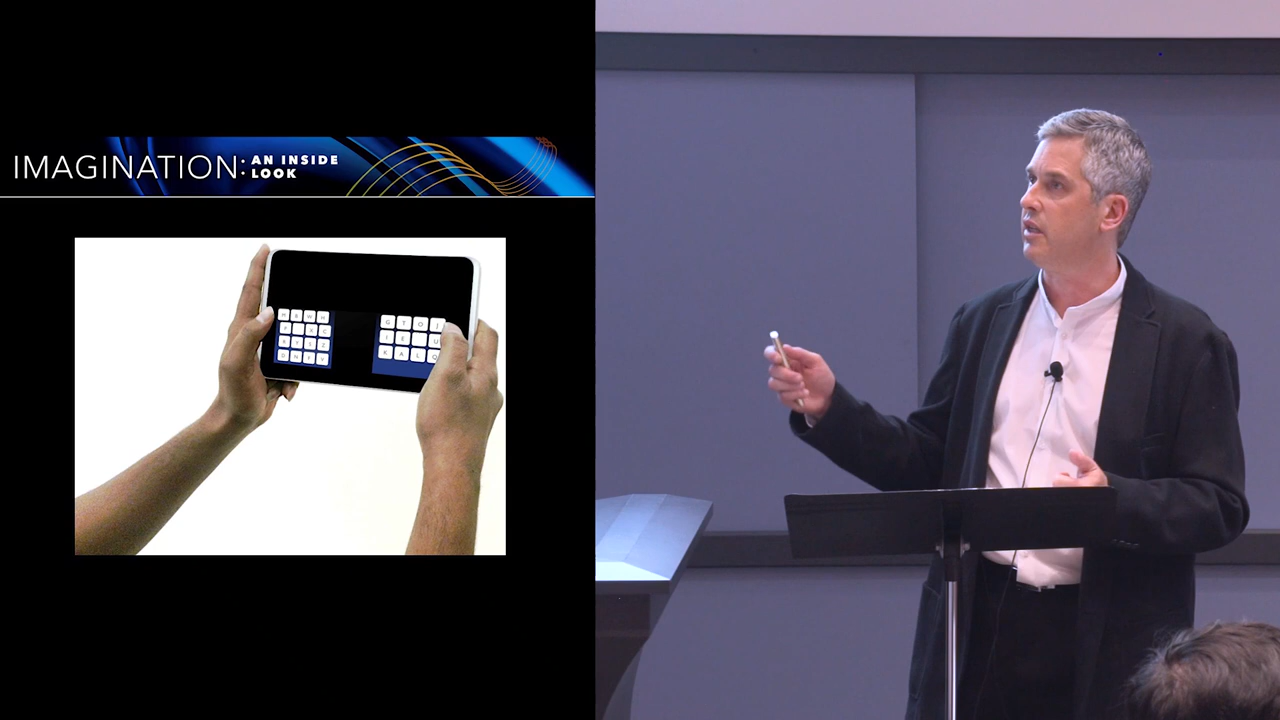 IMAGINATION: AN INSIDE
LOOK
G T O J
I E U
K A L